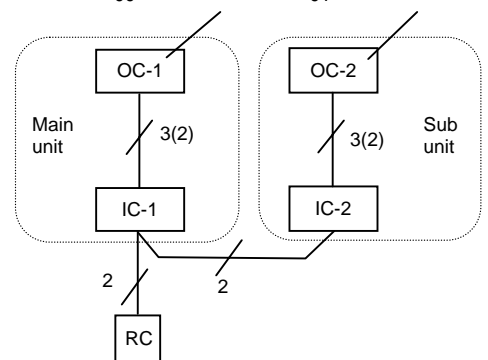 OC-1
OC-2
Main
unit
3(2)
3(2)
Sub
unit
IC-1
IC-2
2
2
RC